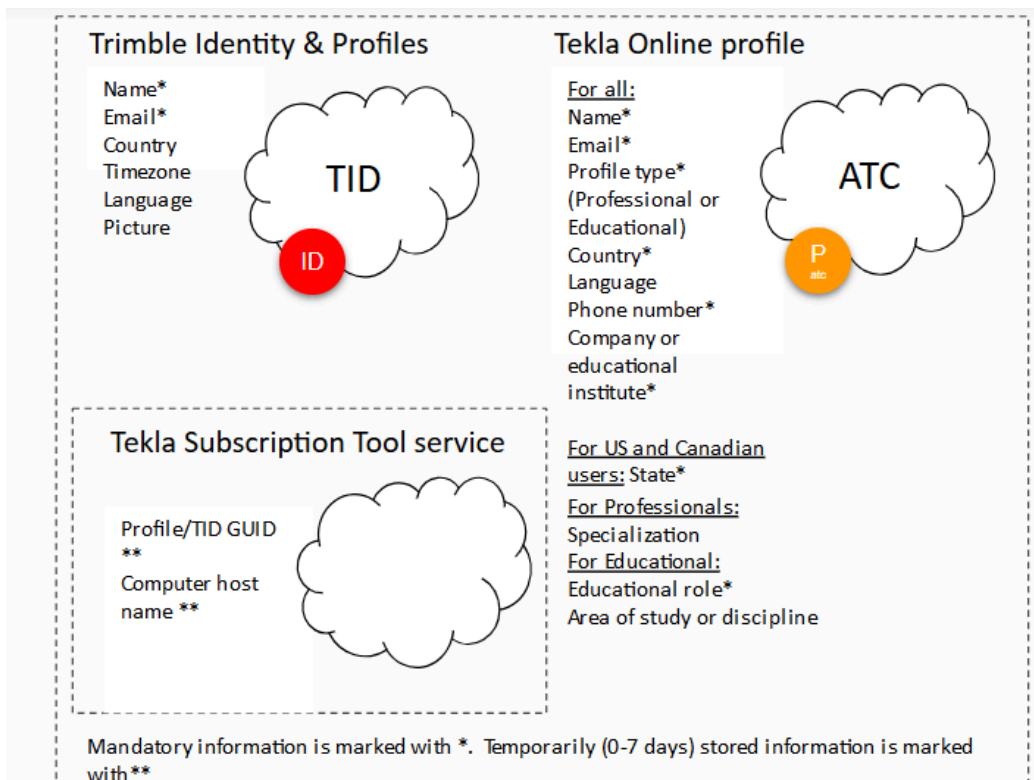 Trimble Identity & Profiles
Name*
Email*
Country
Timezone
Language
Picture
TID
ID
Tekla Online profile
For all:
Name*
Email*
Profile type*
(Professional or
Educational)
Country*
Language
Phone number*
Company or
educational
institute*
ATC
P
atc
For US and Canadian
users: State*
For Professionals:
Specialization
For Educational:
Educational role*
Area of study or discipline
Tekla Subscription Tool service
Profile/TID GUID
**
Computer host
name **
Mandatory information is marked with *. Temporarily (0-7 days) stored information is marked
with**